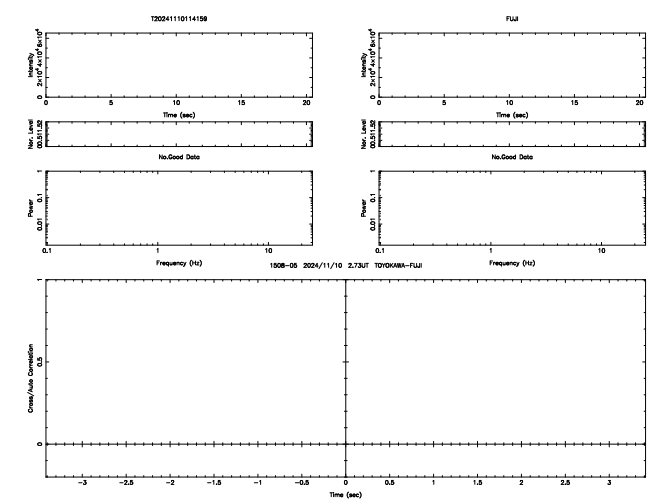 T20241110114159 FUJI
Intensity 0 2×10⁴ 4×10⁴ 6×10⁴ Intensity 0 2×10⁴ 4×10⁴ 6×10⁴
0 5 10 15 20 0 5 10 15 20
Time (sec) Time (sec)
Nor. Level 00.511.52 Nor. Level 00.511.52
No.Good Data No.Good Data
Power 0.01 0.1 1 Power 0.01 0.1 1
0.1 1 10 0.1 1 10
Frequency (Hz) Frequency (Hz)
1508-05 2024/11/10 2.73UT TOYOKAWA-FUJI
Cross/Auto Correlation 0 0.5 1
-3 -2.5 -2 -1.5 -1 -0.5 0 0.5 1 1.5 2 2.5 3
Time (sec)